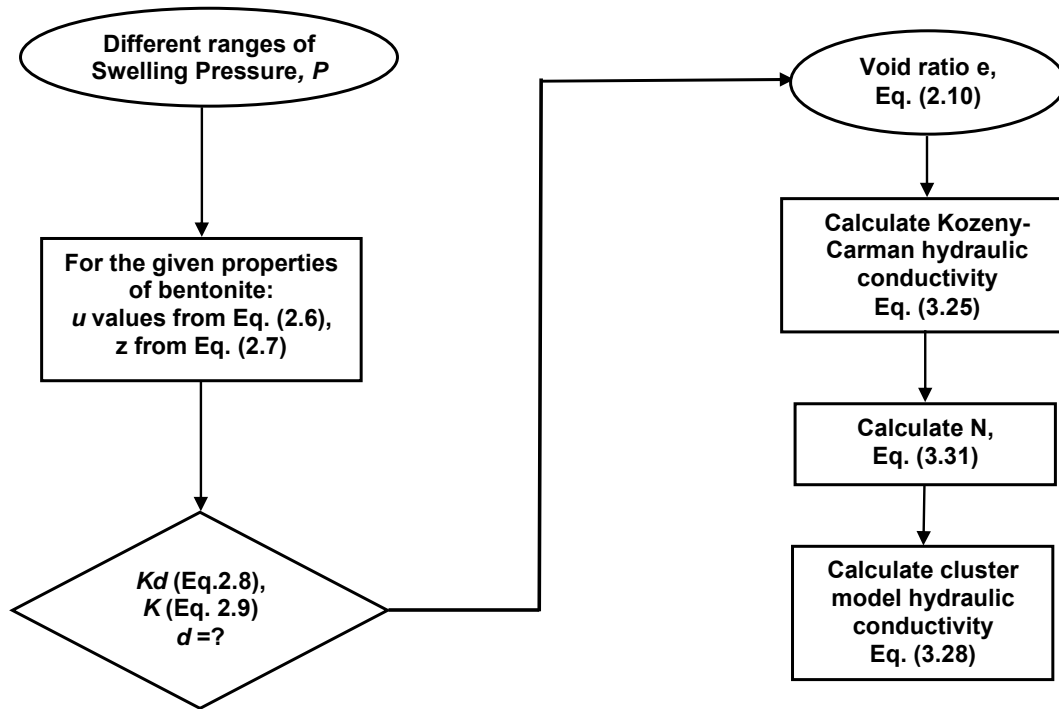 Different ranges of
Swelling Pressure, P
For the given properties
of bentonite:
u values from Eq. (2.6),
z from Eq. (2.7)
Kd (Eq.2.8),
K (Eq. 2.9)
d =?
Void ratio e,
Eq. (2.10)
Calculate Kozeny-
Carman hydraulic
conductivity
Eq. (3.25)
Calculate N,
Eq. (3.31)
Calculate cluster
model hydraulic
conductivity
Eq. (3.28)